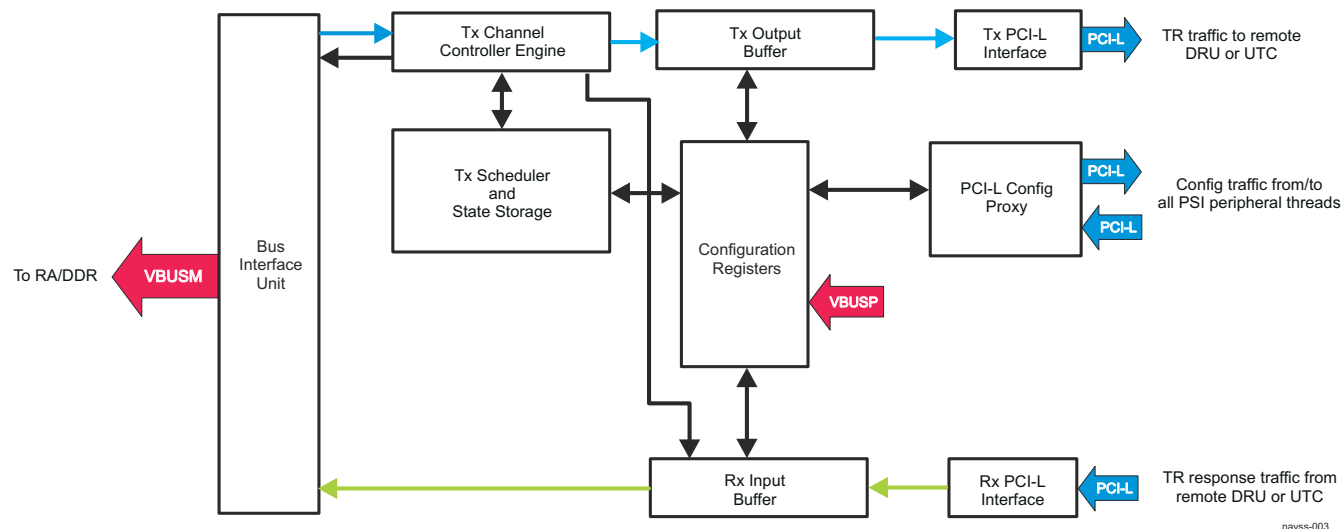 Tx Channel
Controller Engine
Tx Output
Buffer
Tx PCI-L
Interface
PCI-L
TR traffic to remote
DRU or UTC
Tx Scheduler
and
State Storage
Configuration
Registers
PCI-L Config
Proxy
PCI-L
PCI-L
Config traffic from/to
all PSI peripheral threads
To RA/DDR
VBUSM
Bus
Interface
Unit
VBUSP
Rx Input
Buffer
Rx PCI-L
Interface
PCI-L
TR response traffic from
remote DRU or UTC
navss-003